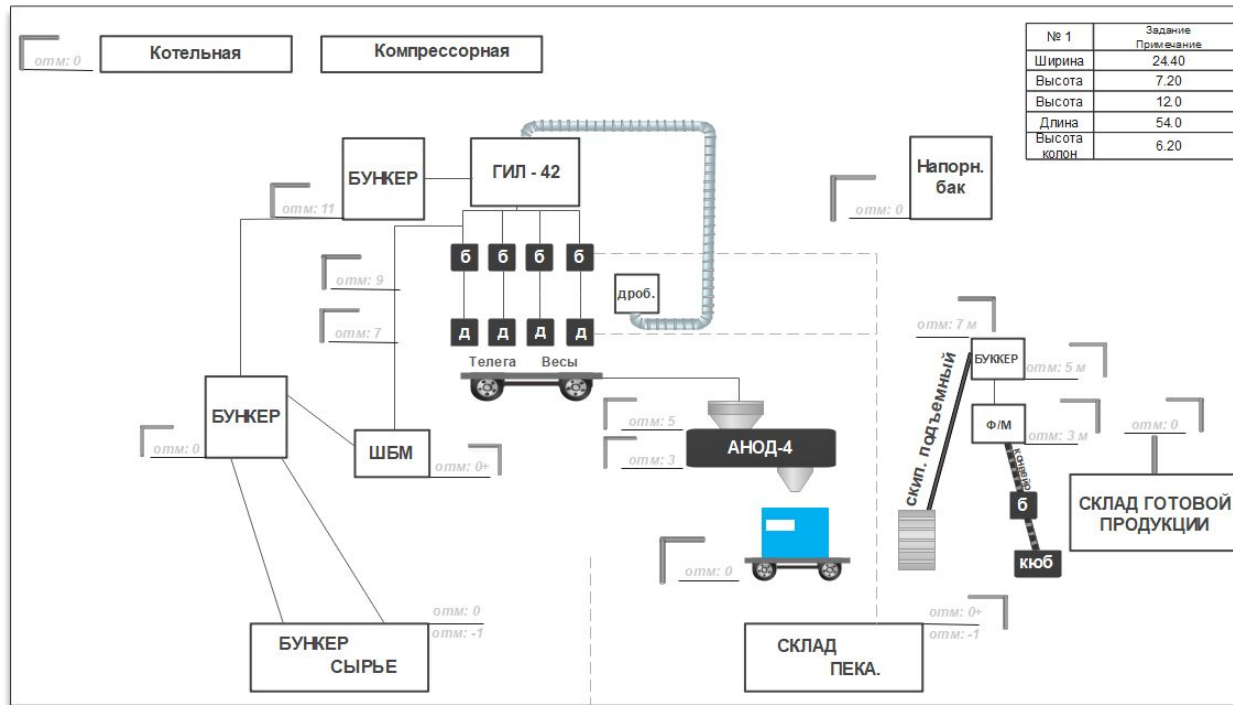 отм: 0
Котельная
Компрессорная
№ 1
Задание
Примечание
Ширина
24.40
Высота
7.20
Высота
12.0
Длина
54.0
Высота
колон
6.20
БУНКЕР
ГИЛ - 42
Напорн.
бак
отм: 11
отм: 0
б
б
б
б
отм: 9
дроб.
отм: 7
д
д
д
д
отм: 7 м
Телега
Весы
БУККЕР
отм: 5 м
БУНКЕР
отм: 5
скип. подъемный
Ф/М
отм: 0
ШБМ
отм: 0+
АНОД-4
отм: 3
отм: 3 м
отм: 0
конвейр
б
СКЛАД ГОТОВОЙ
ПРОДУКЦИИ
кюб
отм: 0
отм: 0
отм: -1
БУНКЕР
СЫРЬЕ
отм: 0+
отм: -1
СКЛАД
ПЕКА.